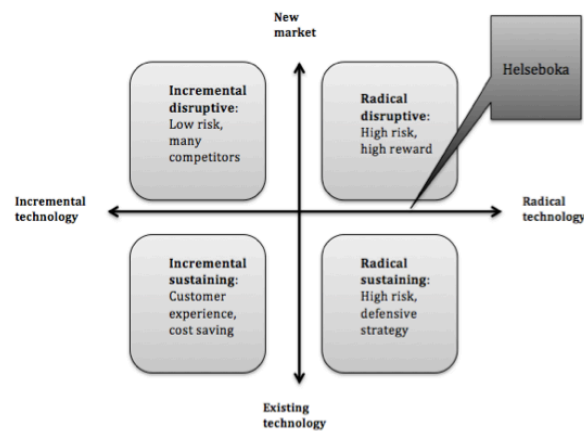 New
market
Helseboka
Incremental
disruptive:
Low risk,
many
competitors
Radical
disruptive:
High risk,
high reward
Incremental
technology
Radical
technology
Incremental
sustaining:
Customer
experience,
cost saving
Radical
sustaining:
High risk,
defensive
strategy
Existing
technology